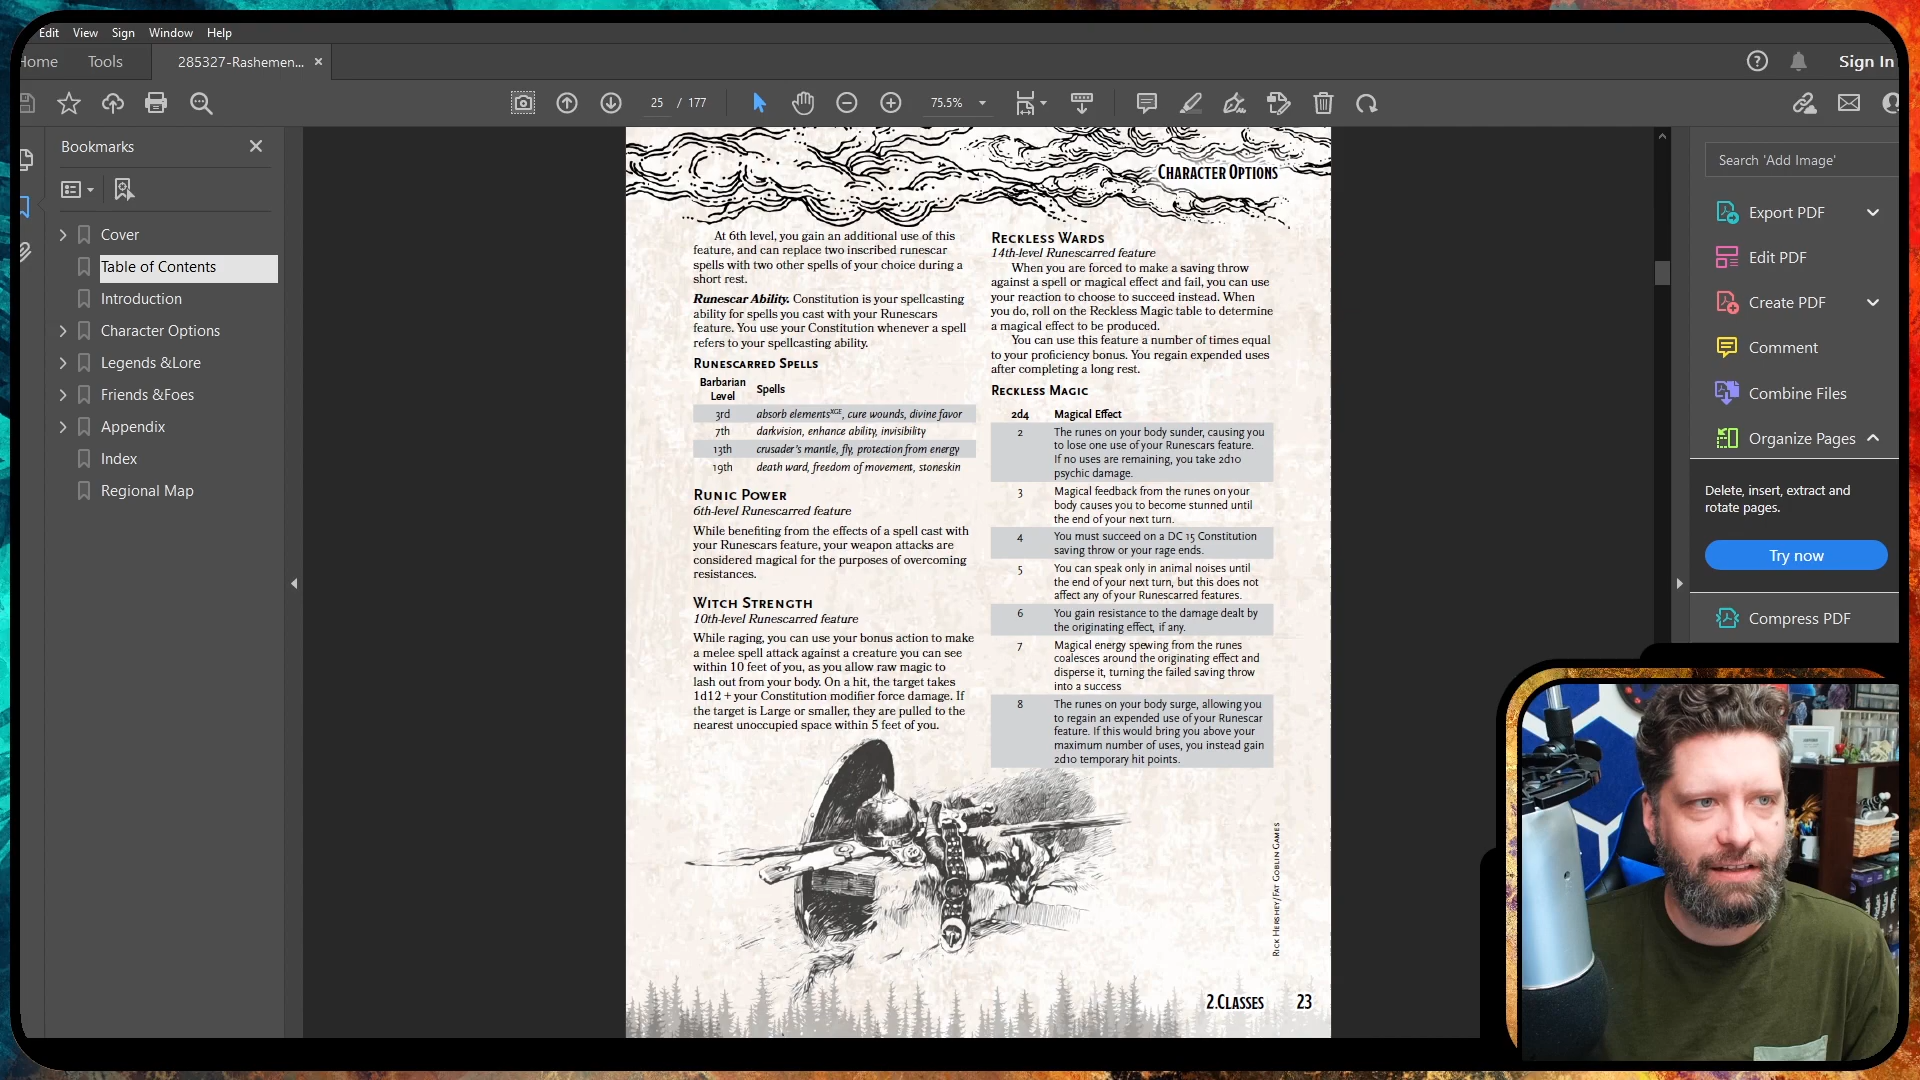 Edit View Sign Window Help
Home Tools 285327-Rashemen... Sign In
25 / 177 75.5%
Bookmarks
Cover
Table of Contents
Introduction
Character Options
Legends &Lore
Friends &Foes
Appendix
Index
Regional Map
Character Options
At 6th level, you gain an additional use of this
feature, and can replace two inscribed runescar
spells with two other spells of your choice during a
short rest.
Runescar Ability. Constitution is your spellcasting
ability for spells you cast with your Runescars
feature. You use your Constitution whenever a spell
refers to your spellcasting ability.
Runescarred Spells
Barbarian
Level
Spells
3rd absorb elementsXGE, cure wounds, divine favor
7th darkvision, enhance ability, invisibility
13th crusader's mantle, fly, protection from energy
19th death ward, freedom of movement, stoneskin
Runic Power
6th-level Runescarred feature
While benefiting from the effects of a spell cast with
your Runescars feature, your weapon attacks are
considered magical for the purposes of overcoming
resistances.
Witch Strength
10th-level Runescarred feature
While raging, you can use your bonus action to make
a melee spell attack against a creature you can see
within 10 feet of you, as you allow raw magic to
lash out from your body. On a hit, the target takes
1d12 + your Constitution modifier force damage. If
the target is Large or smaller, they are pulled to the
nearest unoccupied space within 5 feet of you.
Reckless Wards
14th-level Runescarred feature
When you are forced to make a saving throw
against a spell or magical effect and fail, you can use
your reaction to choose to succeed instead. When
you do, roll on the Reckless Magic table to determine
a magical effect to be produced.
You can use this feature a number of times equal
to your proficiency bonus. You regain expended uses
after completing a long rest.
Reckless Magic
2d4 Magical Effect
2 The runes on your body sunder, causing you
to lose one use of your Runescars feature.
If no uses are remaining, you take 2d10
psychic damage.
3 Magical feedback from the runes on your
body causes you to become stunned until
the end of your next turn.
4 You must succeed on a DC 15 Constitution
saving throw or your rage ends.
5 You can speak only in animal noises until
the end of your next turn, but this does not
affect any of your Runescarred features.
6 You gain resistance to the damage dealt by
the originating effect, if any.
7 Magical energy spewing from the runes
coalesces around the originating effect and
disperse it, turning the failed saving throw
into a success
8 The runes on your body surge, allowing you
to regain an expended use of your Runescar
feature. If this would bring you above your
maximum number of uses, you instead gain
2d10 temporary hit points.
Rick Hershey/Fat Goblin Games
2.Classes 23
Search 'Add Image'
Export PDF
Edit PDF
Create PDF
Comment
Combine Files
Organize Pages
Delete, insert, extract and
rotate pages.
Try now
Compress PDF